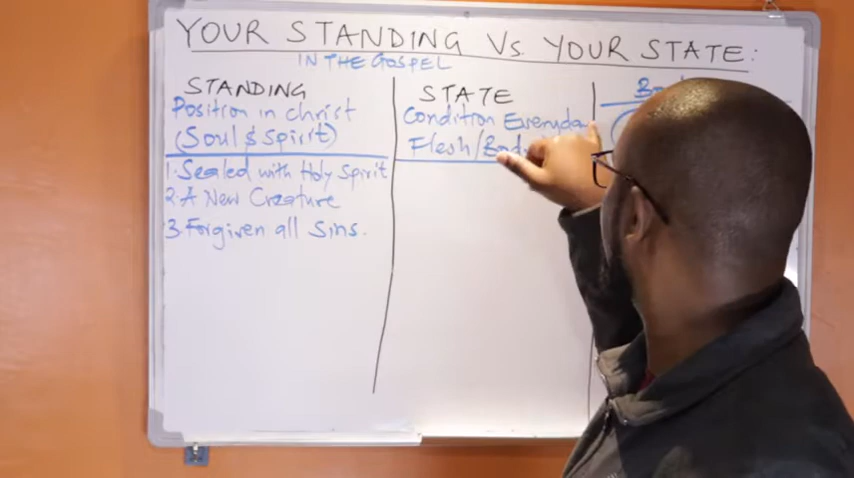 YOUR STANDING Vs YOUR STATE:
IN THE GOSPEL
STANDING
Position in Christ
(Soul & Spirit)
1. Sealed with Holy Spirit
2. A New Creature
3. Forgiven all Sins.
STATE
Condition
Flesh/